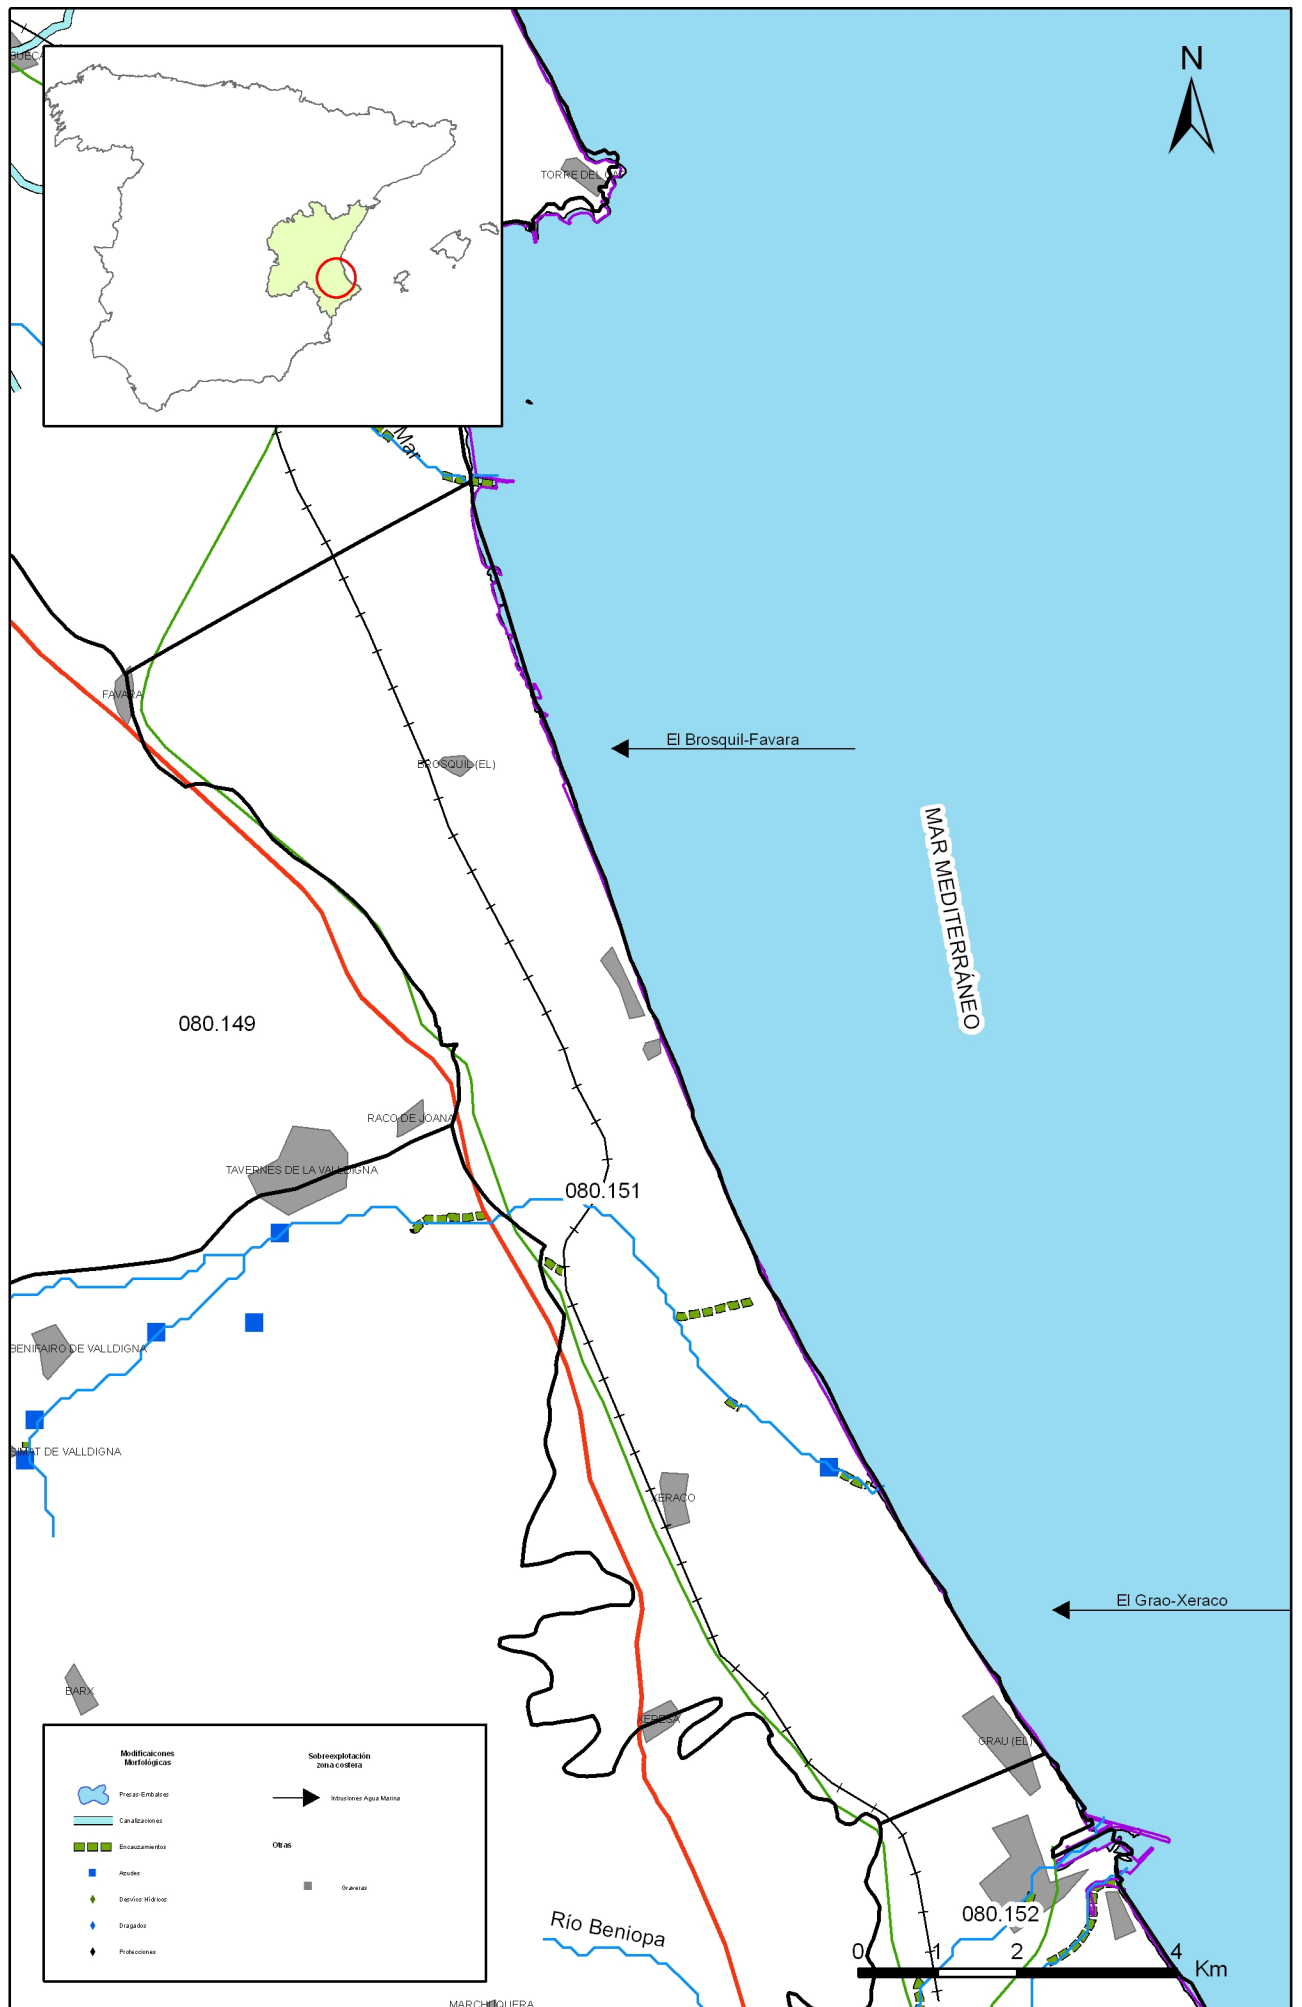 N
TORRE DEL
Mar
FAVARA
BROSQUIL (EL)
El Brosquil-Favara
MAR MEDITERRÁNEO
080.149
RACO DE JOANA
TAVERNES DE LA VALLDIGNA
080.151
BENIFAIRO DE VALLDIGNA
SIMAT DE VALLDIGNA
XERACO
El Grao-Xeraco
BARX
XERESA
GRAU (EL)
Modificaicones
Morfológicas
Presas-Embalses
Canalizaciones
Encauzamientos
Azudes
Desvíos Hídricos
Dragados
Protecciones
Sobreexplotación
zona costera
Intrusiones Agua Marina
Otras
Graveras
080.152
Río Beniopa
0 1 2 4
Km
MARCHUQUERA